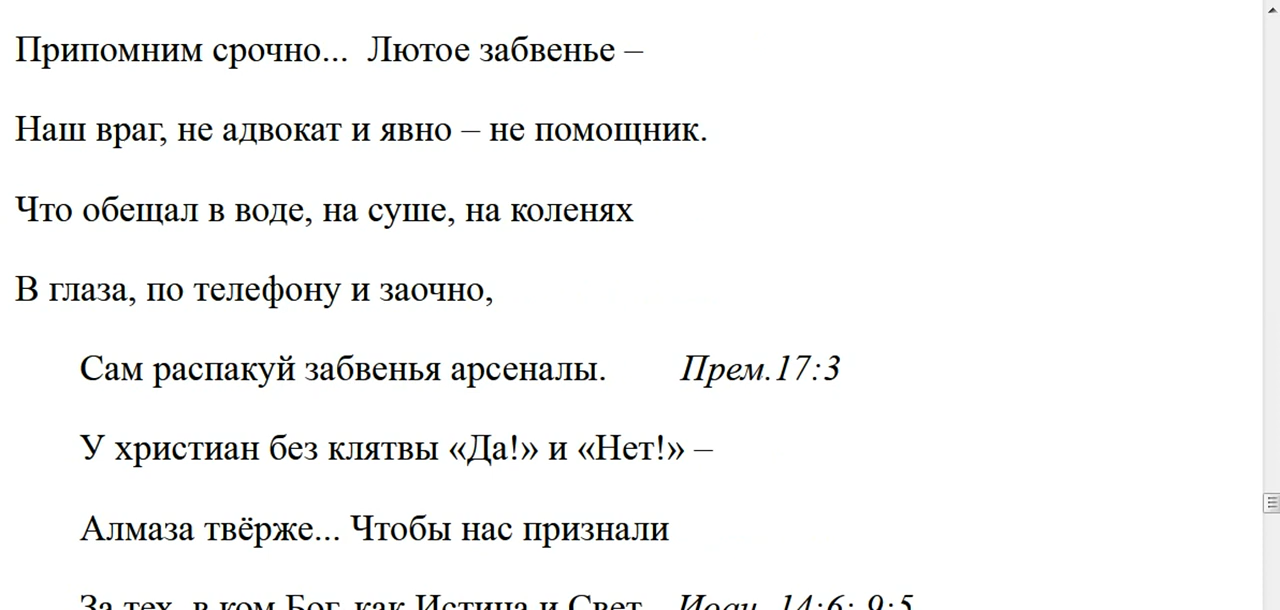 Припомним срочно...  Лютое забвенье –
Наш враг, не адвокат и явно – не помощник.
Что обещал в воде, на суше, на коленях
В глаза, по телефону и заочно,
Сам распакуй забвенья арсеналы. Прем.17:3
У христиан без клятвы «Да!» и «Нет!» –
Алмаза твёрже... Чтобы нас признали
За тех, в ком Бог, как Истина и Свет. Иоан. 14:6; 9:5